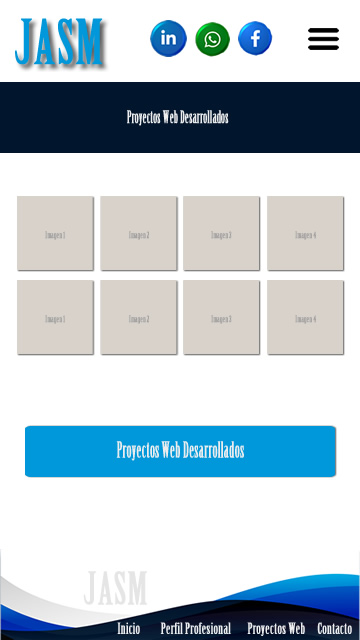 JASM
in f
Proyectos Web Desarrollados
Imagen 1 Imagen 2 Imagen 3 Imagen 4
Imagen 1 Imagen 2 Imagen 3 Imagen 4
Proyectos Web Desarrollados
JASM
Inicio Perfil Profesional Proyectos Web Contacto